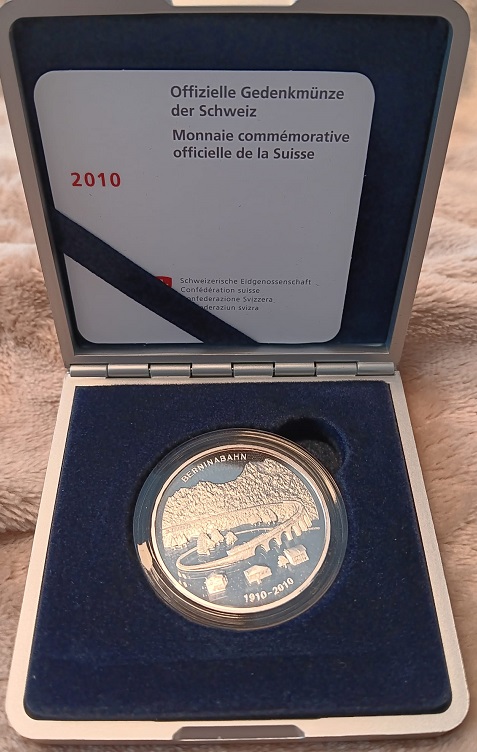 Offizielle Gedenkmünze
der Schweiz
Monnaie commémorative
officielle de la Suisse
2010
Schweizerische Eidgenossenschaft
Confédération suisse
Confederazione Svizzera
svizra
BERNINABAHN
1910-2010